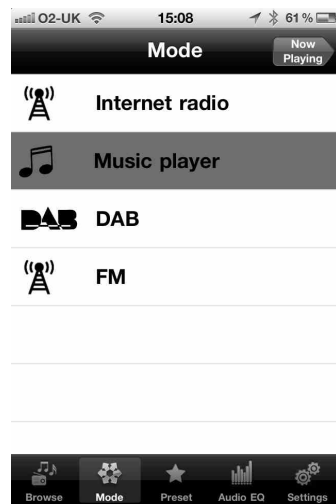 O2-UK 15:08 61%
Mode
Now
Playing
Internet radio
Music player
DAB DAB
FM
Browse Mode Preset Audio EQ Settings